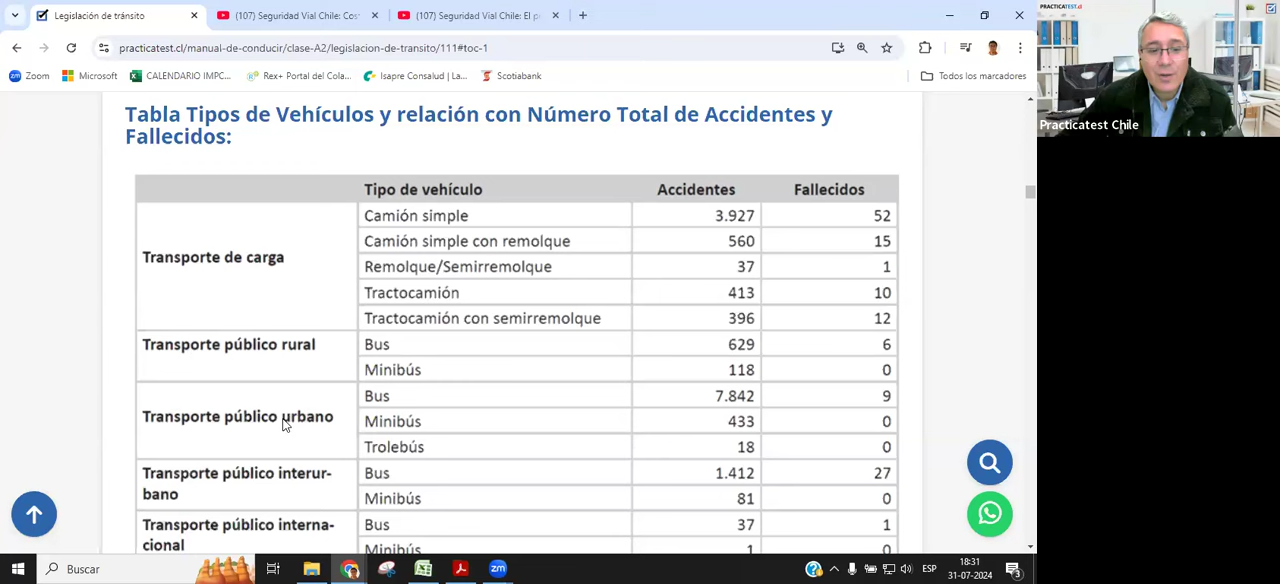 Legislación de tránsito
(107) Seguridad Vial Chile:
(107) Seguridad Vial Chile: El p
practicatest.cl/manual-de-conducir/clase-A2/legislacion-de-transito/111#toc-1
Zoom
Microsoft
CALENDARIO IMPC...
Rex+ Portal del Cola...
Isapre Consalud | La...
Scotiabank
Todos los marcadores
PRACTICATEST.cl
Practicatest Chile
Tabla Tipos de Vehículos y relación con Número Total de Accidentes y
Fallecidos:
Tipo de vehículo Accidentes Fallecidos
Transporte de carga
Camión simple 3.927 52
Camión simple con remolque 560 15
Remolque/Semirremolque 37 1
Tractocamión 413 10
Tractocamión con semirremolque 396 12
Transporte público rural
Bus 629 6
Minibús 118 0
Transporte público urbano
Bus 7.842 9
Minibús 433 0
Trolebús 18 0
Transporte público interur-
bano
Bus 1.412 27
Minibús 81 0
Transporte público interna-
cional
Bus 37 1
Minibús 1 0
Buscar
ESP
18:31
31-07-2024
3